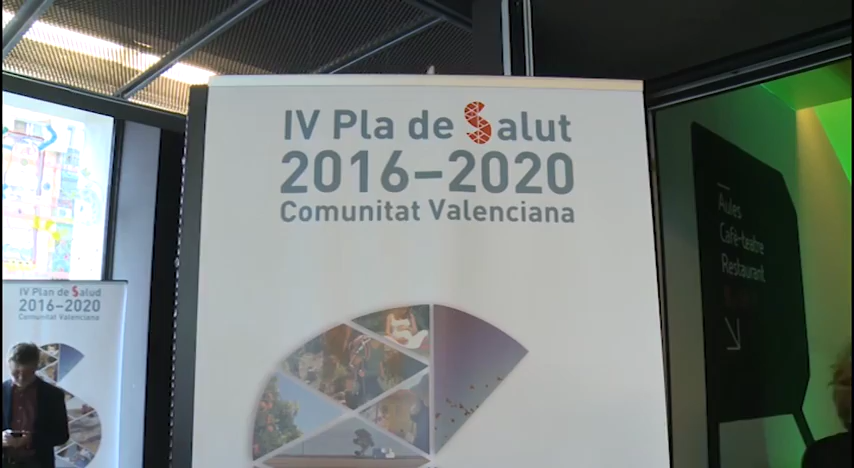 IV Pla de Salut
2016–2020
Comunitat Valenciana
IV Plan de Salud
2016–2020
Comunitat Valenciana
Aules
Cafè-teatre
Restaurant